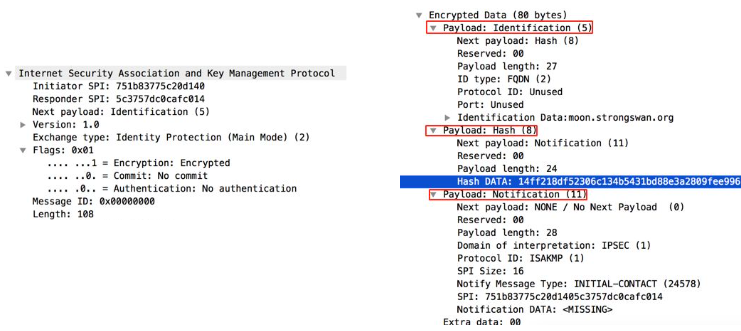 Internet Security Association and Key Management Protocol
Initiator SPI: 751b83775c20d140
Responder SPI: 5c3757dc0cafc014
Next payload: Identification (5)
Version: 1.0
Exchange type: Identity Protection (Main Mode) (2)
Flags: 0x01
.... ...1 = Encryption: Encrypted
.... ..0. = Commit: No commit
.... .0.. = Authentication: No authentication
Message ID: 0x00000000
Length: 108
Encrypted Data (80 bytes)
Payload: Identification (5)
Next payload: Hash (8)
Reserved: 00
Payload length: 27
ID type: FQDN (2)
Protocol ID: Unused
Port: Unused
Identification Data:moon.strongswan.org
Payload: Hash (8)
Next payload: Notification (11)
Reserved: 00
Payload length: 24
Hash DATA: 14ff218df52306c134b5431bd88e3a2809fee996
Payload: Notification (11)
Next payload: NONE / No Next Payload (0)
Reserved: 00
Payload length: 28
Domain of interpretation: IPSEC (1)
Protocol ID: ISAKMP (1)
SPI Size: 16
Notify Message Type: INITIAL-CONTACT (24578)
SPI: 751b83775c20d1405c3757dc0cafc014
Notification DATA: <MISSING>
Extra data: 00